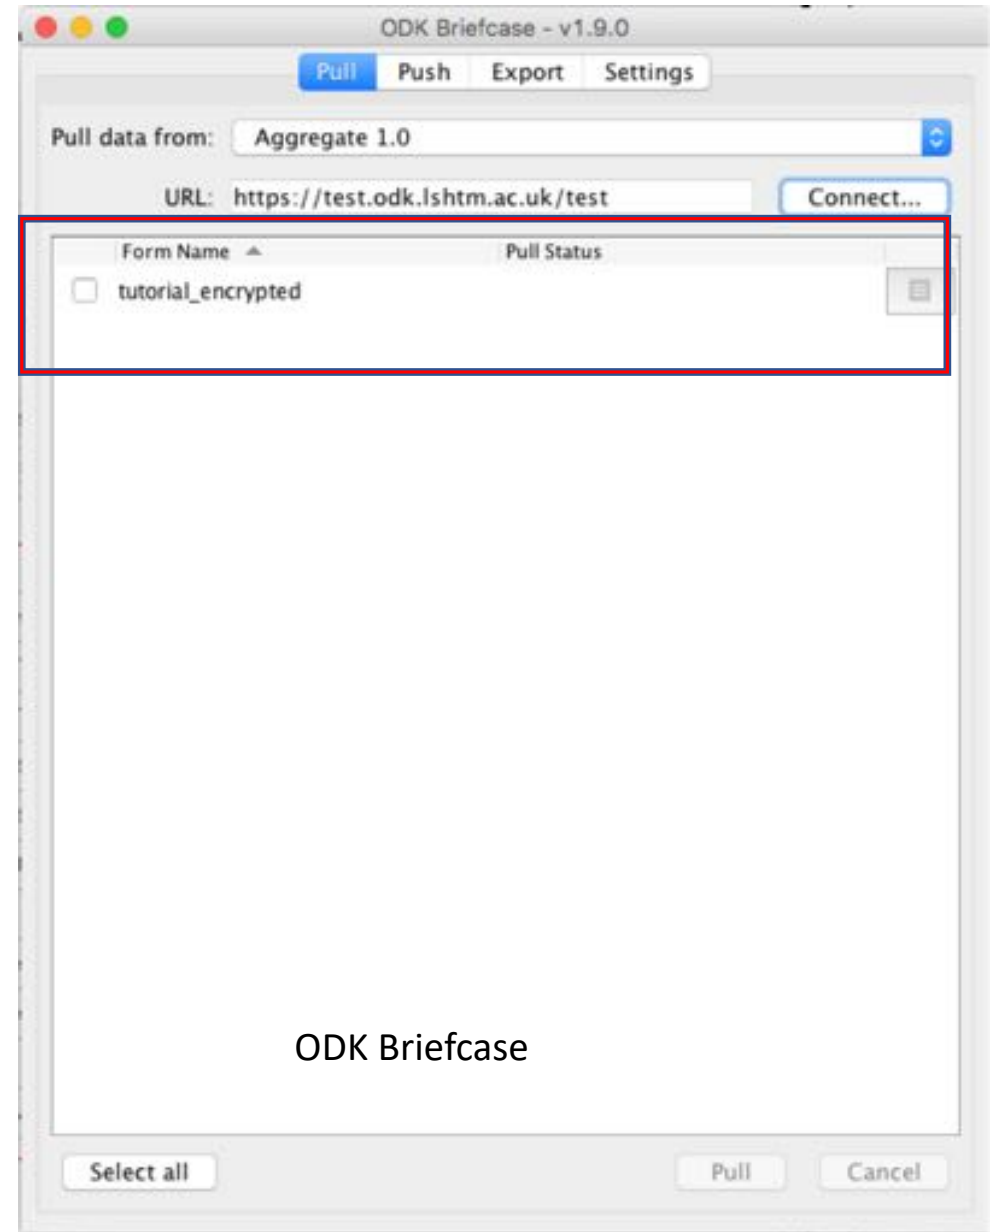 ODK Briefcase - v1.9.0
Pull Push Export Settings
Pull data from: Aggregate 1.0
URL: https://test.odk.lshtm.ac.uk/test Connect...
Form Name Pull Status
tutorial_encrypted
ODK Briefcase
Select all Pull Cancel